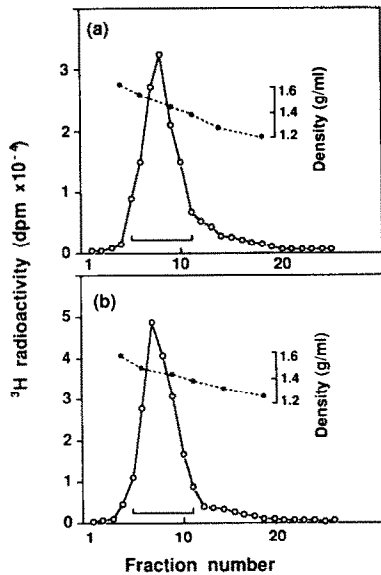 (a)
3
2
1
0
1.6
1.4
1.2
Density (g/ml)
1 10 20
³H radioactivity (dpm x10⁻⁴)
(b)
5
4
3
2
1
0
1.6
1.4
1.2
Density (g/ml)
1 10 20
Fraction number